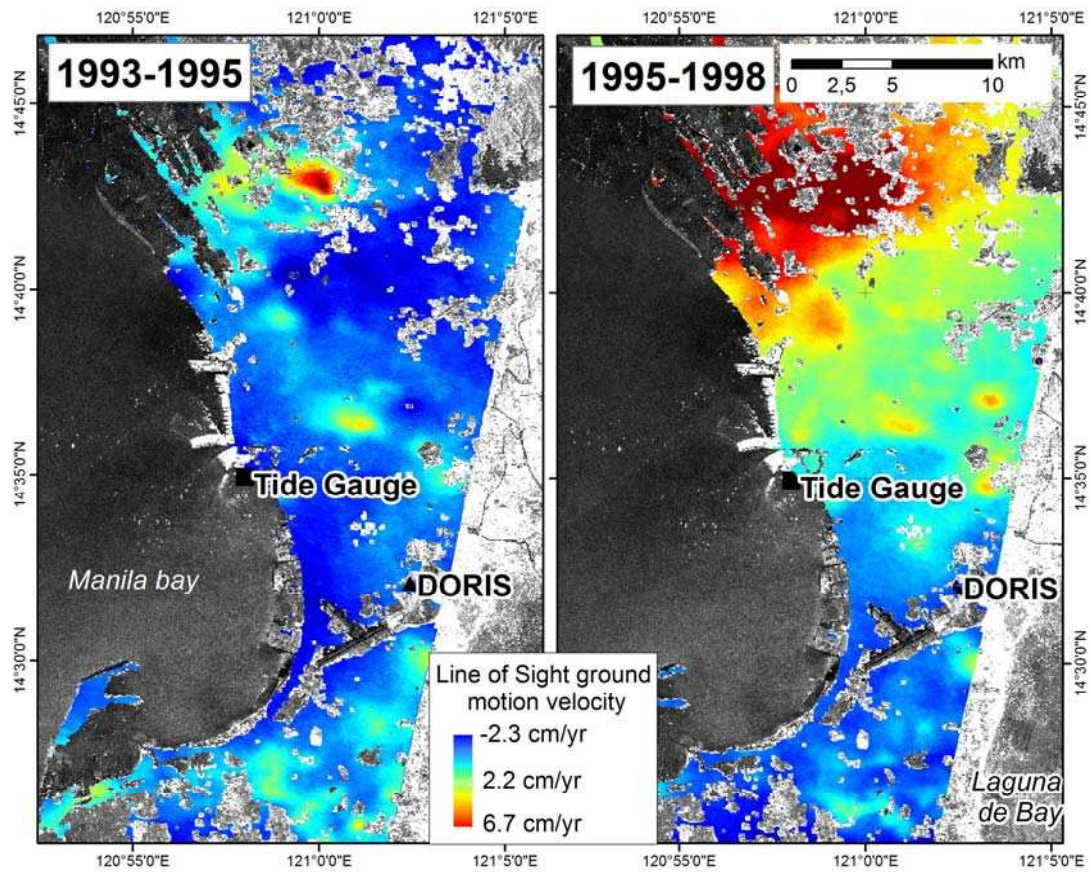 120°55'0"E 121°0'0"E 121°5'0"E 120°55'0"E 121°0'0"E 121°5'0"E
1993-1995
1995-1998
km
0 2,5 5 10
14°45'0"N
14°40'0"N
14°35'0"N
14°30'0"N
14°45'0"N
14°40'0"N
14°35'0"N
14°30'0"N
Tide Gauge
Tide Gauge
Manila bay
DORIS
DORIS
Line of Sight ground
motion velocity
-2.3 cm/yr
2.2 cm/yr
6.7 cm/yr
Laguna
de Bay
120°55'0"E 121°0'0"E 121°5'0"E 120°55'0"E 121°0'0"E 121°5'0"E